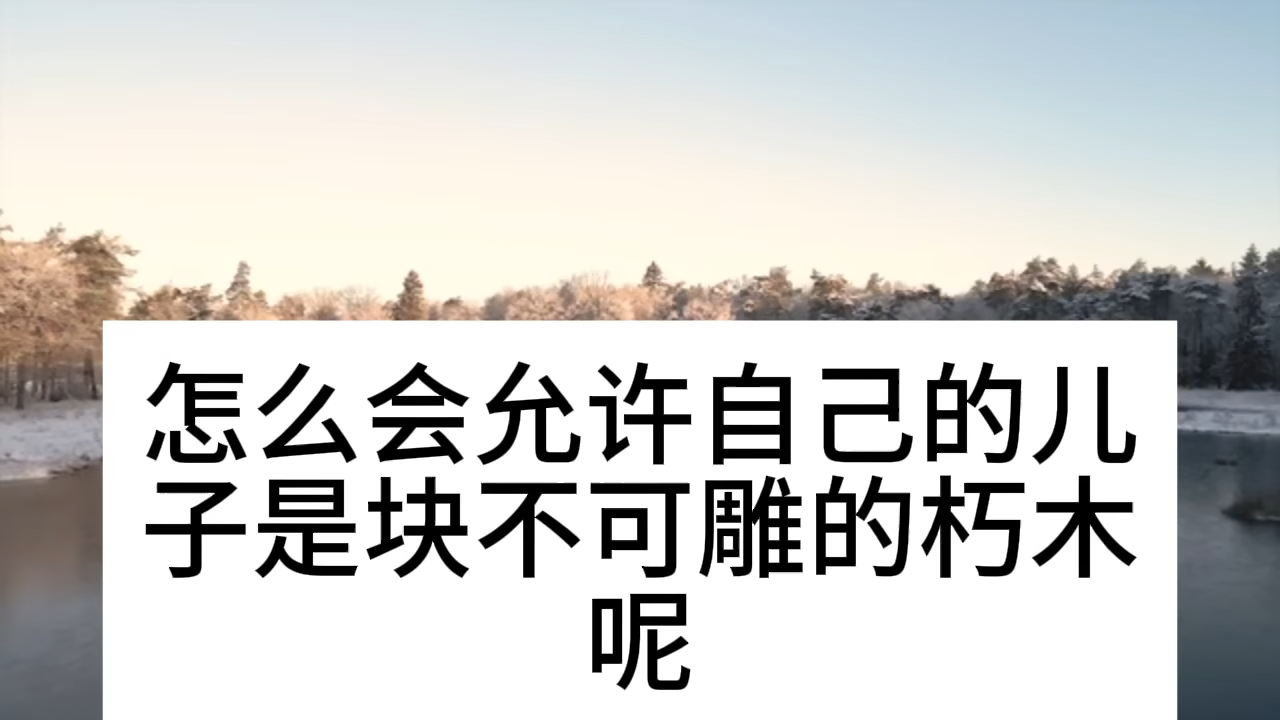 怎么会允许自己的儿
子是块不可雕的朽木
呢